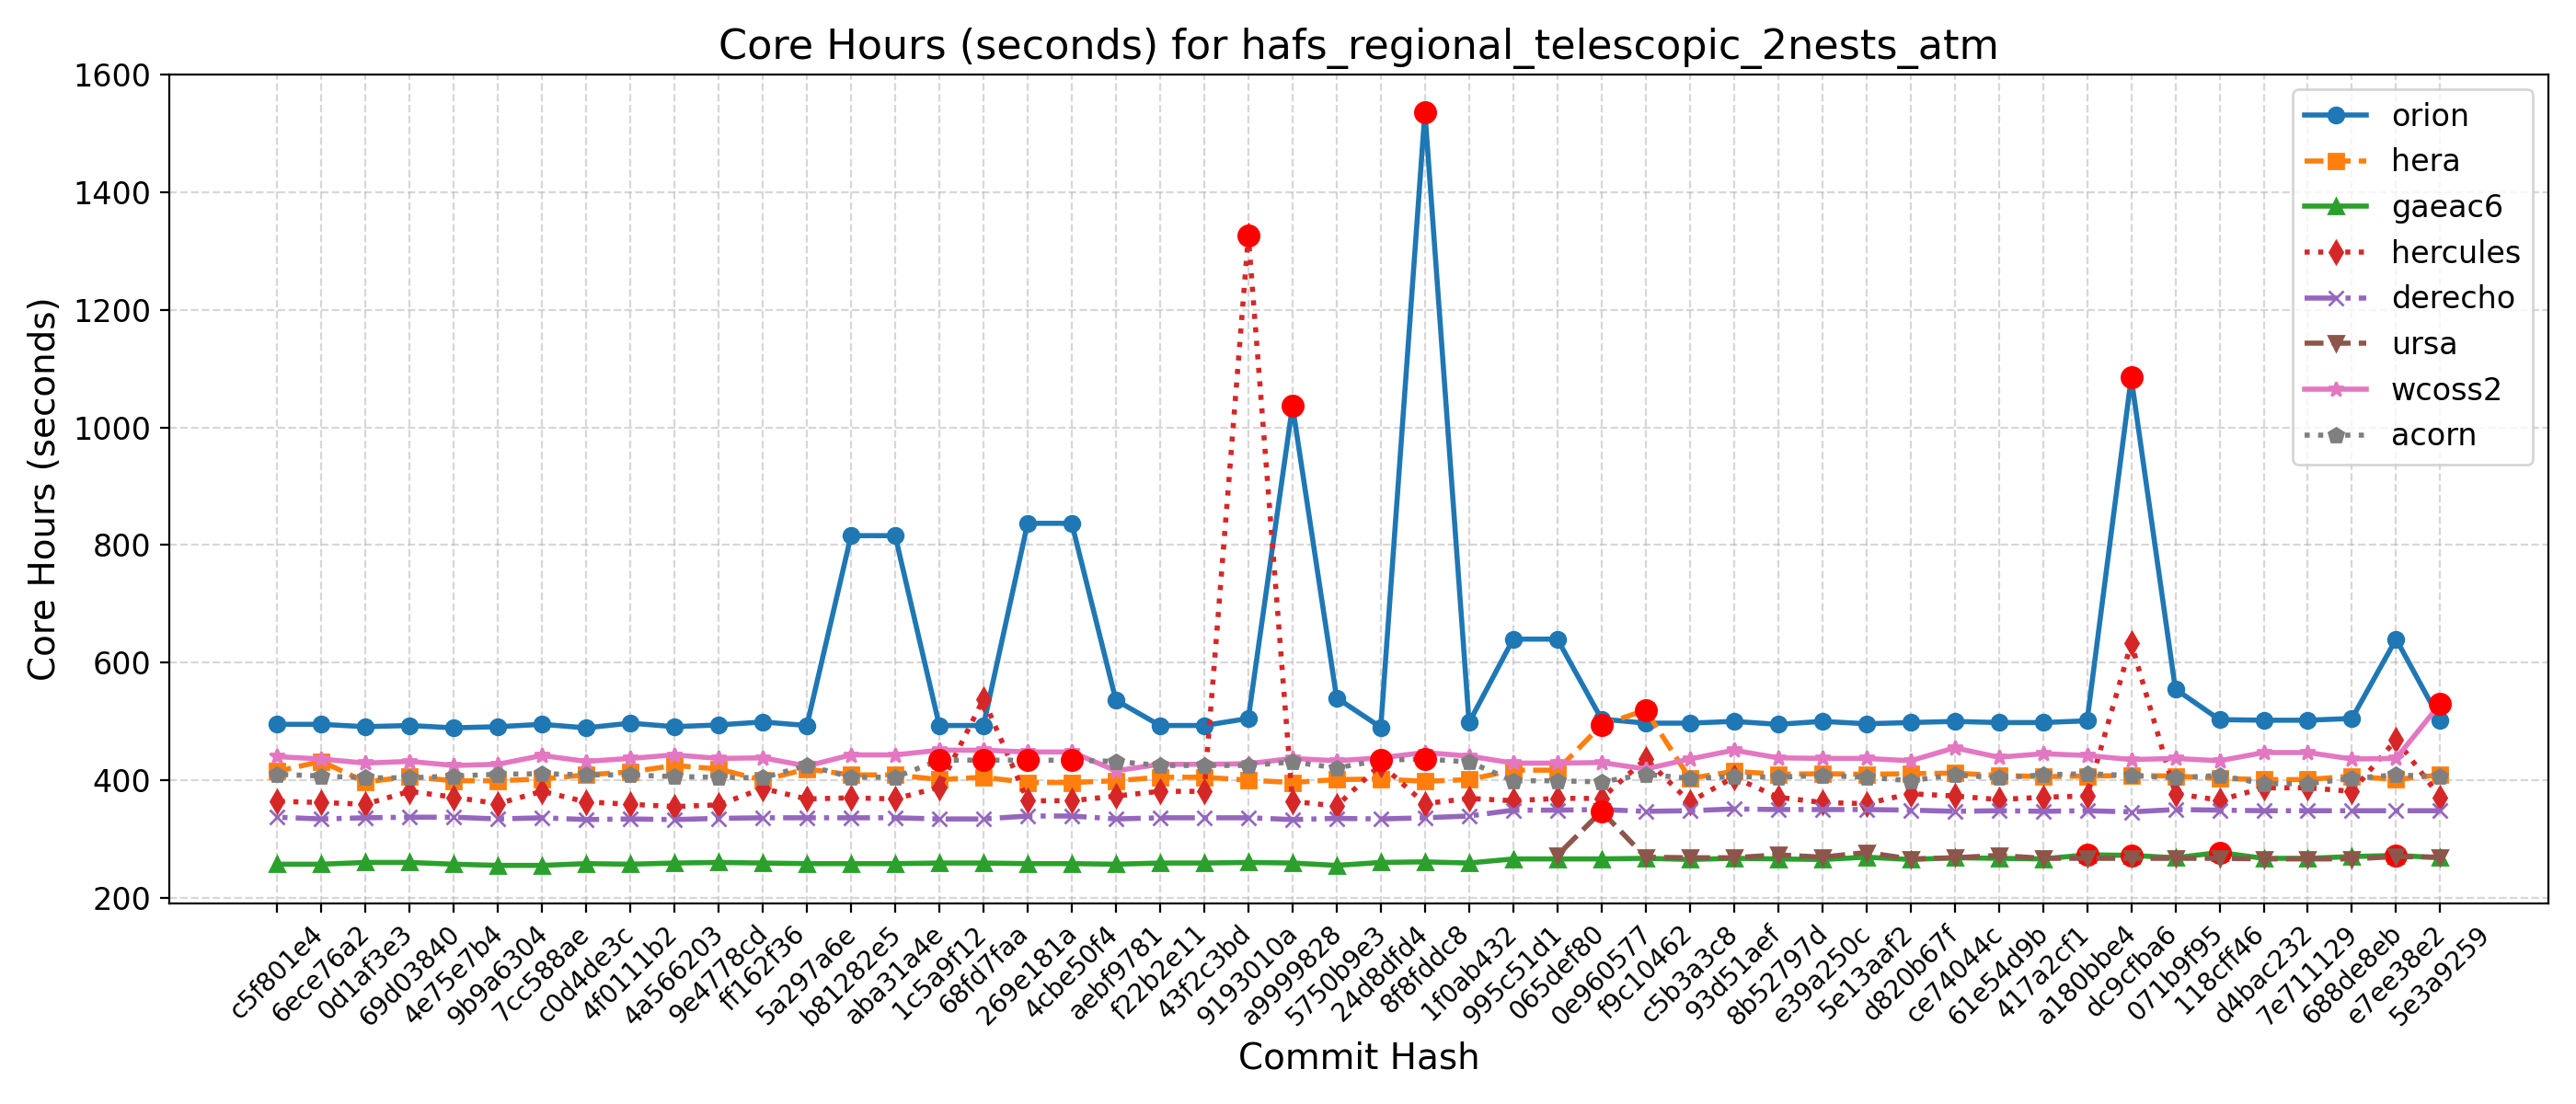 Core Hours (seconds) for hafs_regional_telescopic_2nests_atm
Core Hours (seconds)
1600
1400
1200
1000
800
600
400
200
orion
hera
gaeac6
hercules
derecho
ursa
wcoss2
acorn
c5f801e4
6ece76a2
0d1af3e3
69d03840
4e75e7b4
9b9a6304
7cc588ae
c0d4de3c
4f0111b2
4a566203
9e4778cd
ff162f36
5a297a6e
b81282e5
aba31a4e
1c5a9f12
68fd7faa
269e181a
4cbe50f4
aebf9781
f22b2e11
43f2c3bd
9193010a
a9999828
5750b9e3
24d8dfd4
8f8fddc8
1f0ab432
995c51d1
065def80
0e960577
f9c10462
c5b3a3c8
93d51aef
8b52797d
e39a250c
5e13aaf2
d820b67f
ce74044c
61e54d9b
417a2cf1
a180bbe4
dc9cfba6
071b9f95
118cff46
d4bac232
7e711129
688de8eb
e7ee38e2
5e3a9259
Commit Hash